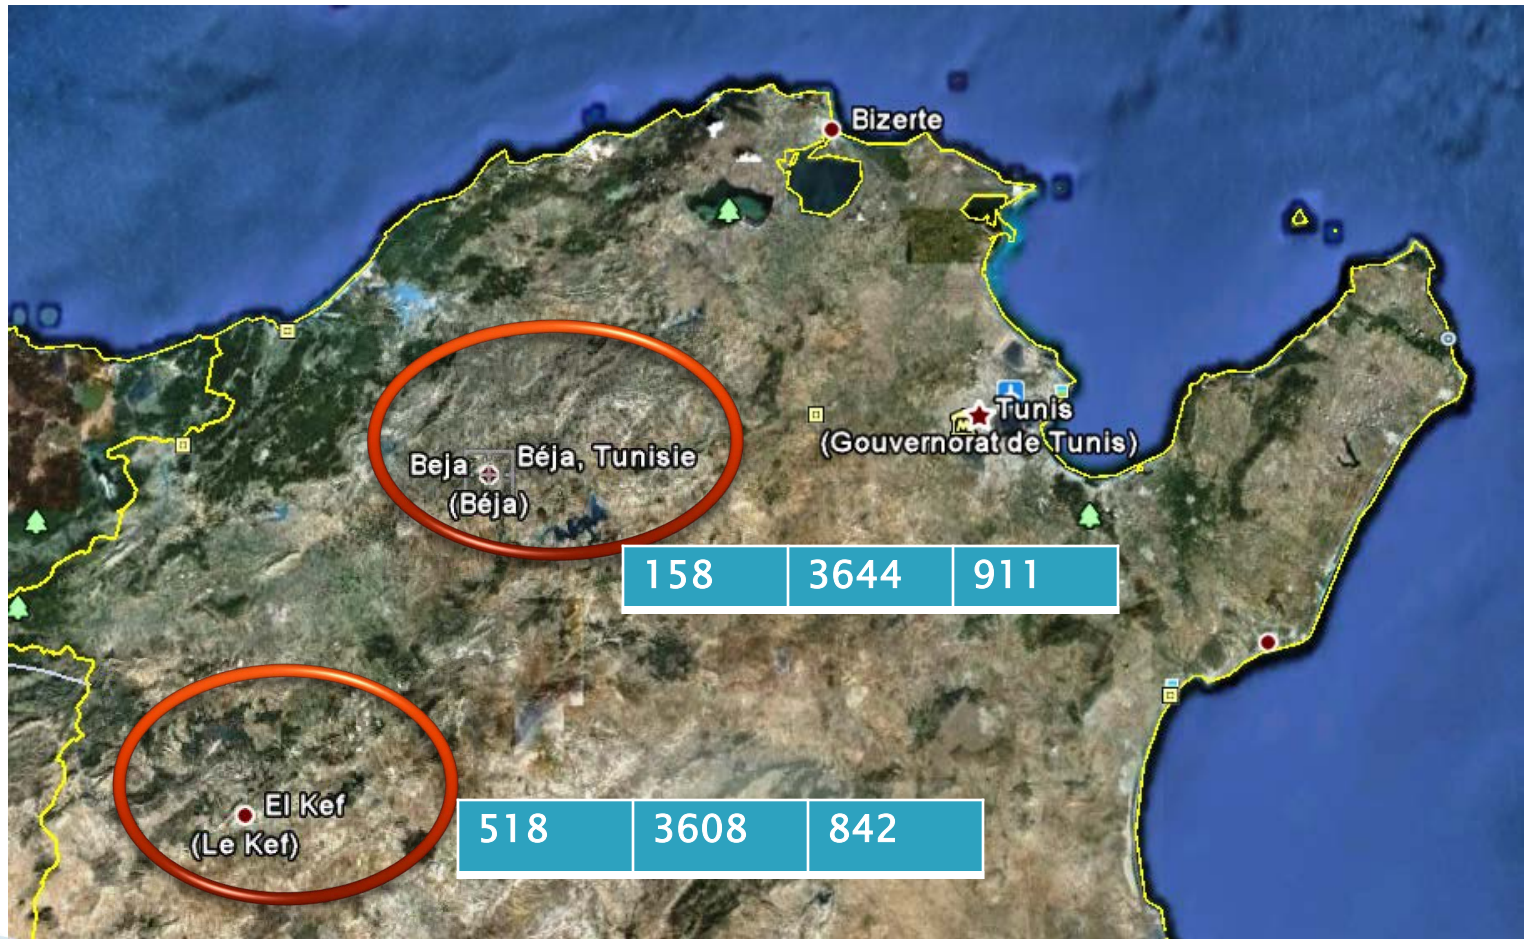 Bizerte
Tunis
(Gouvernorat de Tunis)
Beja Béja, Tunisie
(Béja)
158 3644 911
El Kef
(Le Kef)
518 3608 842